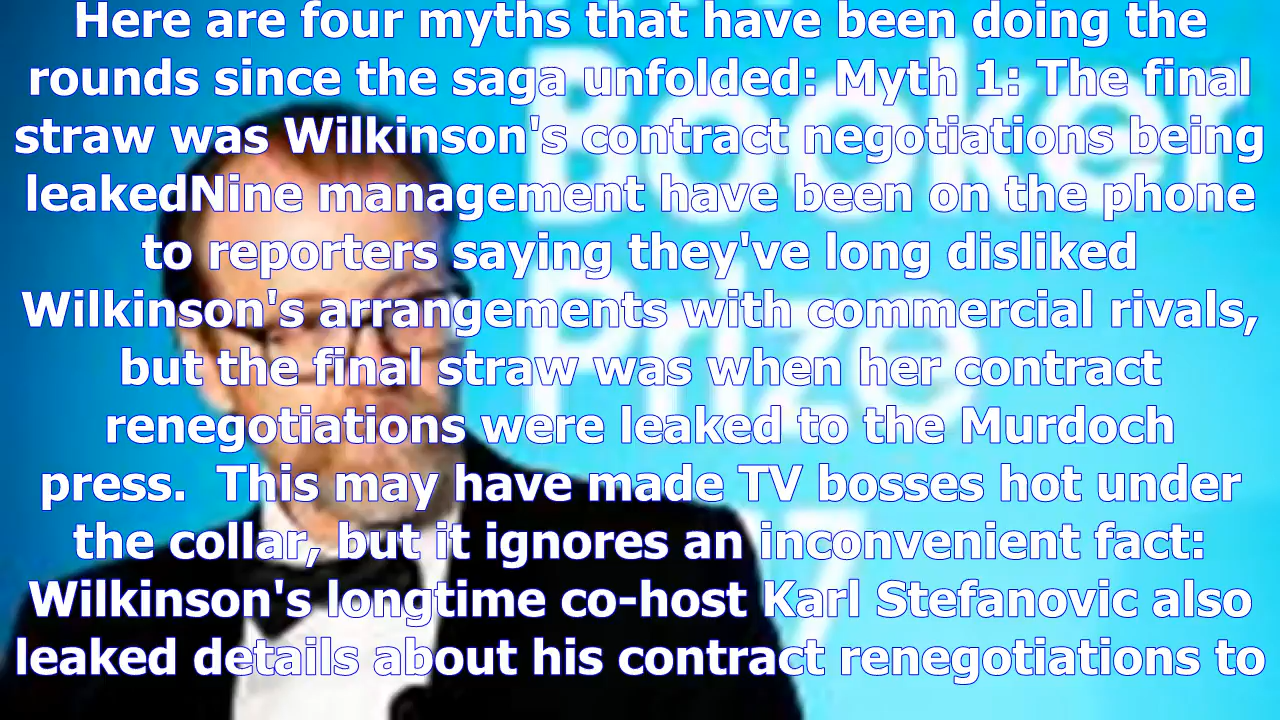 Here are four myths that have been doing the
rounds since the saga unfolded: Myth 1: The final
straw was Wilkinson's contract negotiations being
leakedNine management have been on the phone
to reporters saying they've long disliked
Wilkinson's arrangements with commercial rivals,
but the final straw was when her contract
renegotiations were leaked to the Murdoch
press.  This may have made TV bosses hot under
the collar, but it ignores an inconvenient fact:
Wilkinson's longtime co-host Karl Stefanovic also
leaked details about his contract renegotiations to
Booker
Prize